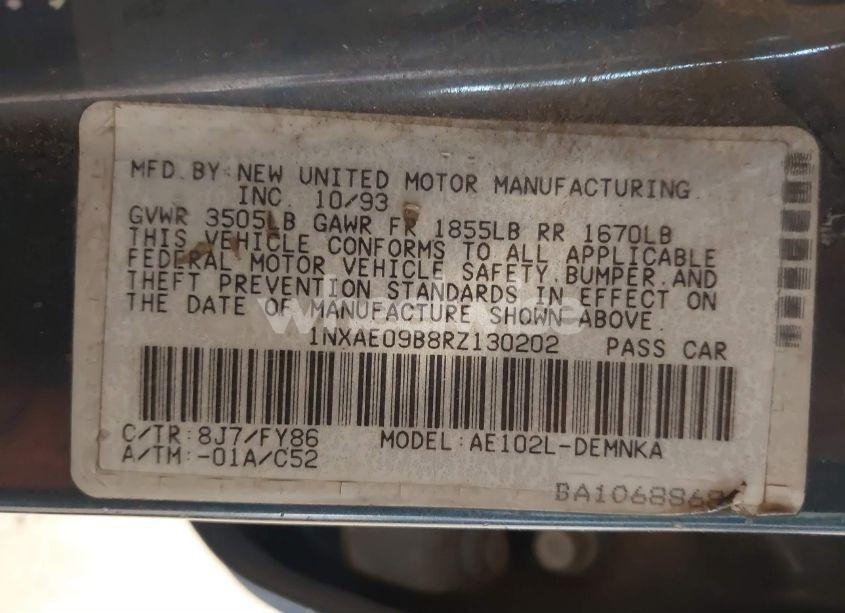 MFD. BY: NEW UNITED MOTOR MANUFACTURING
INC. 10/93
GVWR 3505LB GAWR FR 1855LB RR 1670LB
THIS VEHICLE CONFORMS TO ALL APPLICABLE
FEDERAL MOTOR VEHICLE SAFETY, BUMPER, AND
THEFT PREVENTION STANDARDS IN EFFECT ON
THE DATE OF MANUFACTURE SHOWN ABOVE.
1NXAE09B8RZ130202 PASS CAR
C/TR: 8J7/FY86 MODEL: AE102L-DEMNKA
A/TM: -01A/C52